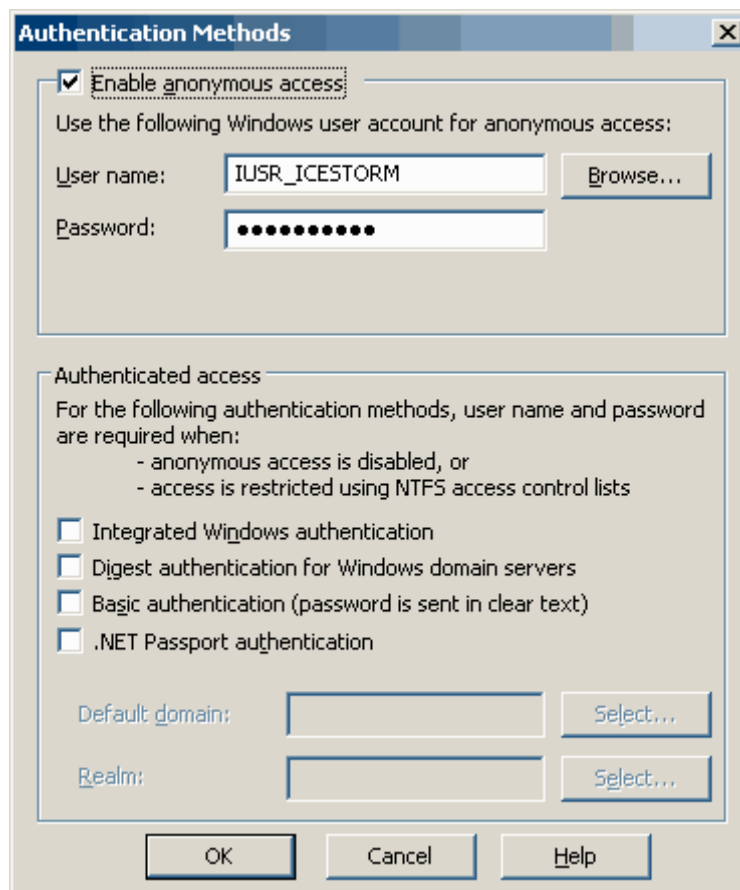 Authentication Methods
Enable anonymous access
Use the following Windows user account for anonymous access:
User name: IUSR_ICESTORM Browse...
Password: ●●●●●●●●●●
Authenticated access
For the following authentication methods, user name and password
are required when:
- anonymous access is disabled, or
- access is restricted using NTFS access control lists
Integrated Windows authentication
Digest authentication for Windows domain servers
Basic authentication (password is sent in clear text)
.NET Passport authentication
Default domain: Select...
Realm: Select...
OK Cancel Help